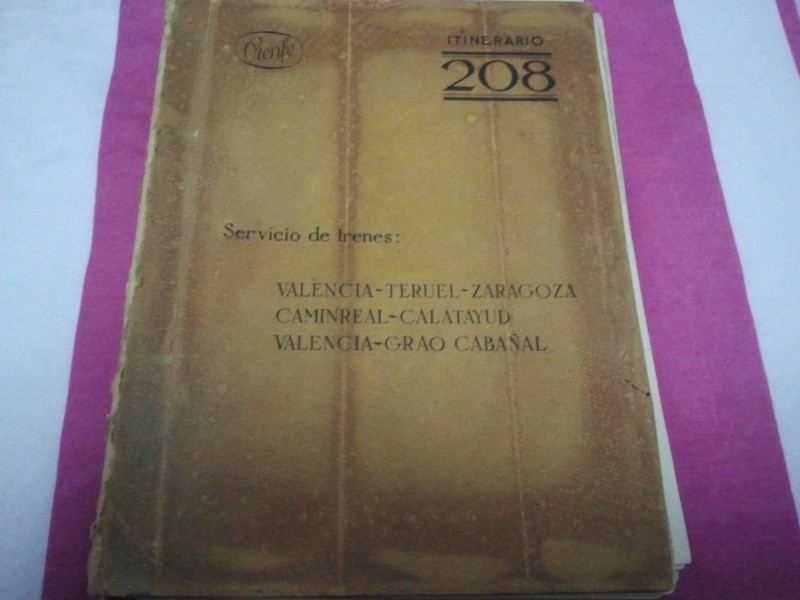 Renfe
ITINERARIO
208
Servicio de trenes:
VALENCIA-TERUEL-ZARAGOZA
CAMINREAL-CALATAYUD
VALENCIA-GRAO CABAÑAL